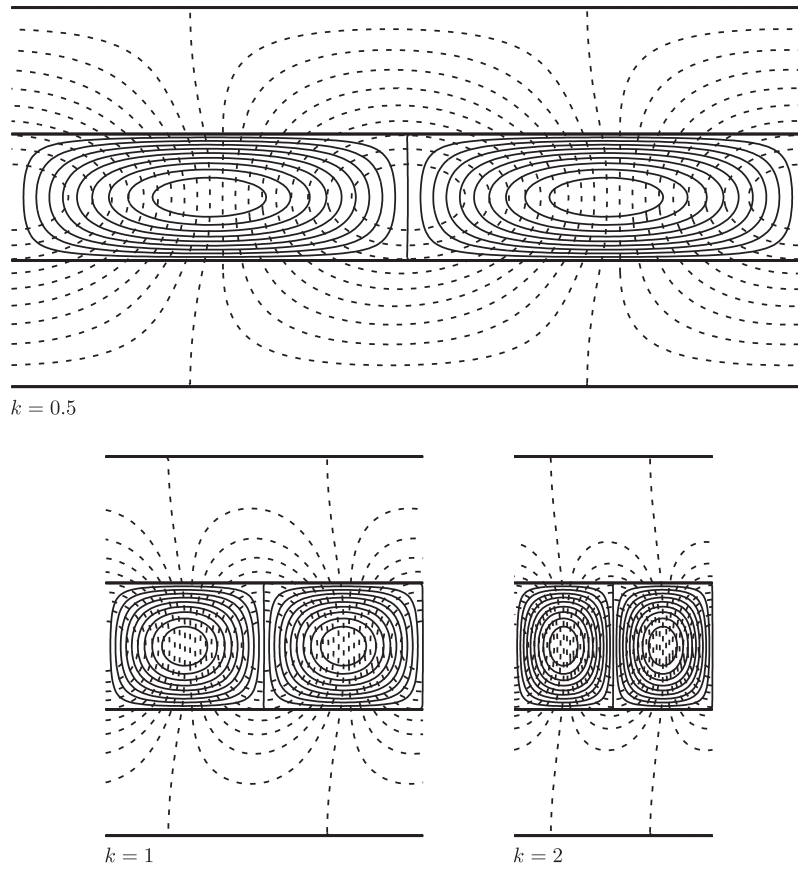 k = 0.5
k = 1
k = 2